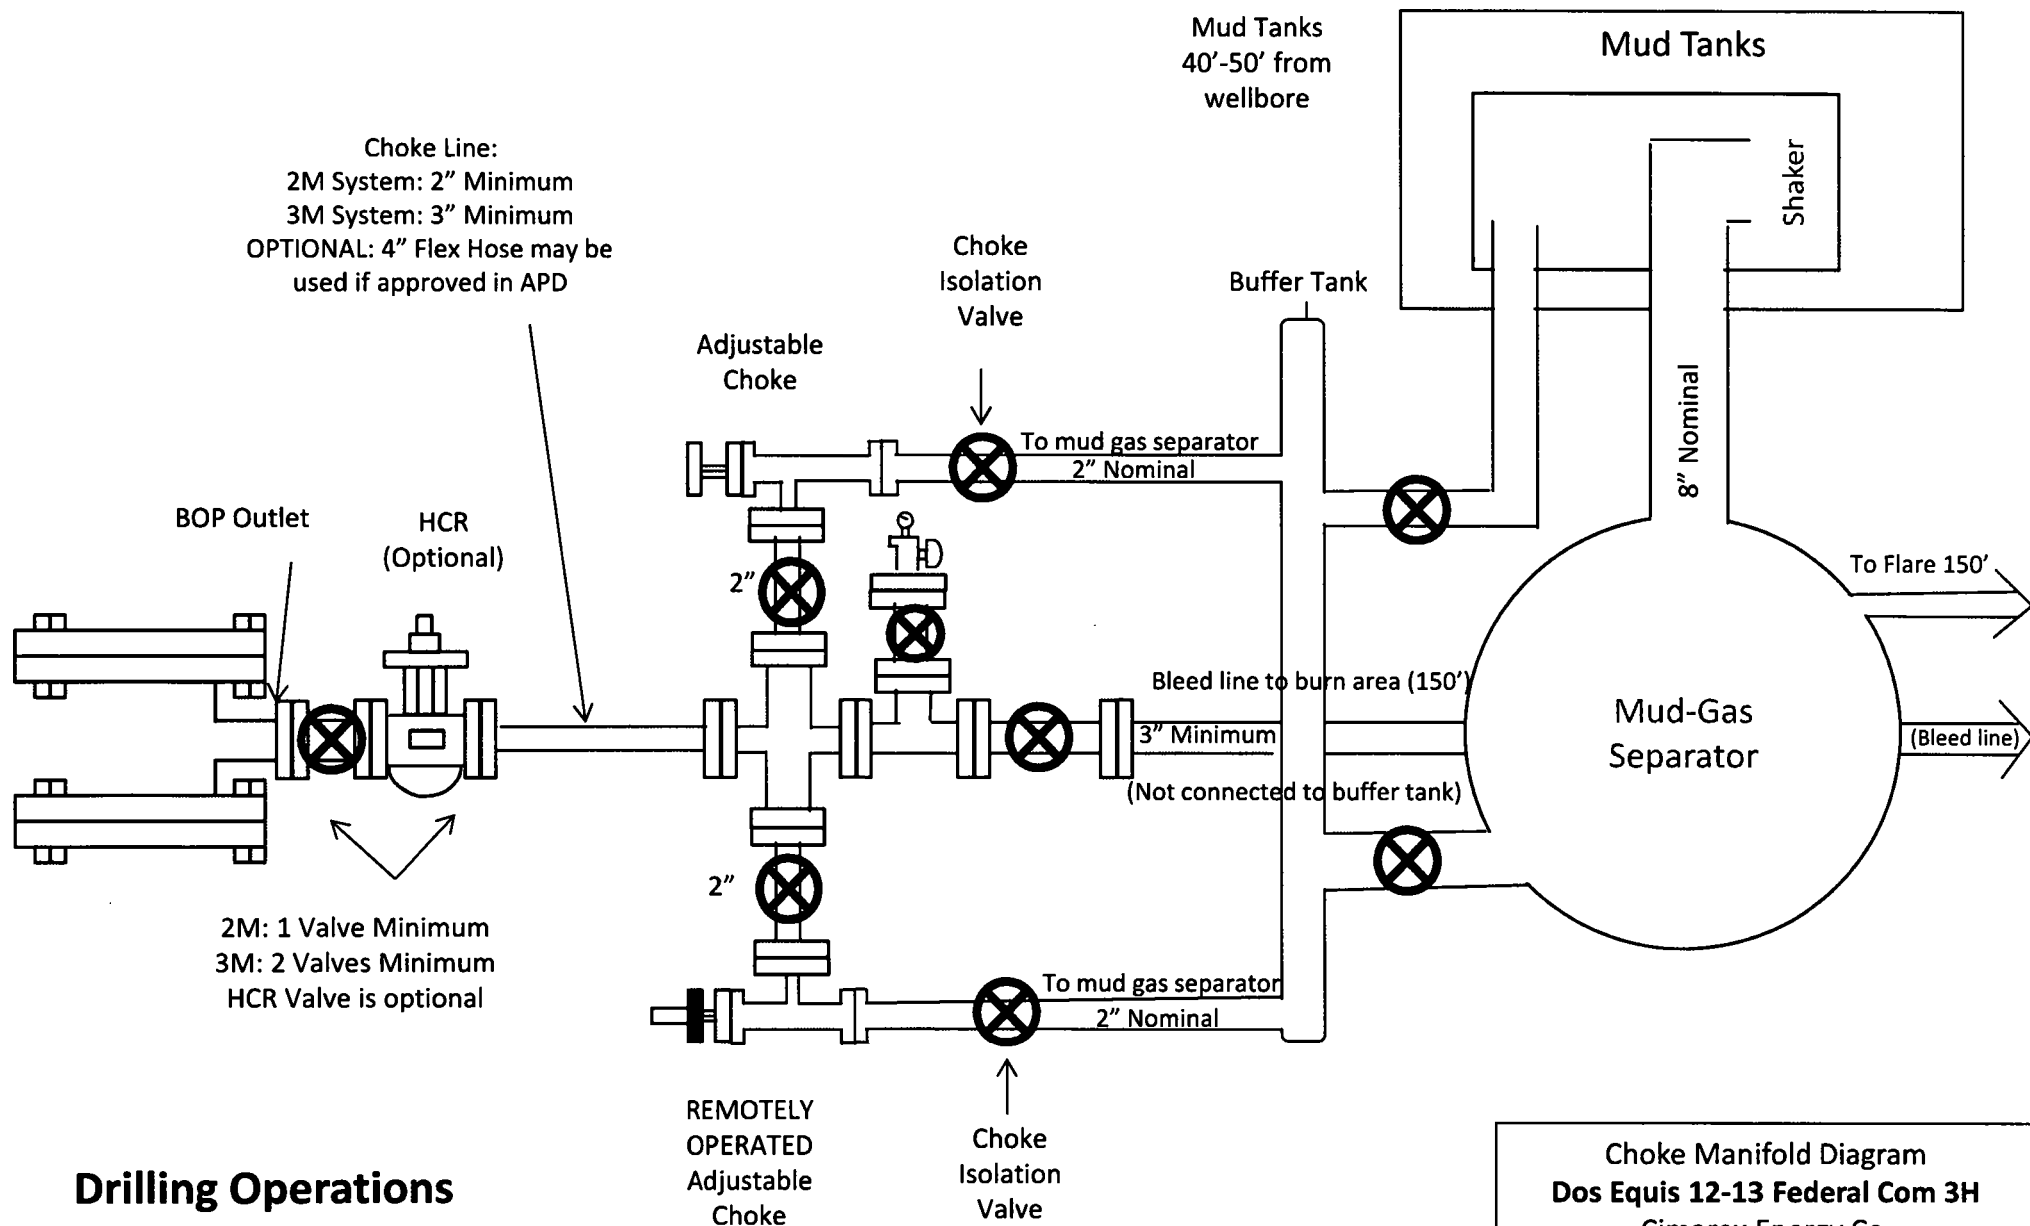 Mud Tanks
40’-50’ from
wellbore
Mud Tanks
Shaker
Choke Line:
2M System: 2” Minimum
3M System: 3” Minimum
OPTIONAL: 4” Flex Hose may be
used if approved in APD
Choke
Isolation
Valve
Buffer Tank
Adjustable
Choke
8” Nominal
To mud gas separator
2” Nominal
BOP Outlet
HCR
(Optional)
2”
To Flare 150’
Bleed line to burn area (150’)
3” Minimum
(Not connected to buffer tank)
Mud-Gas
Separator
(Bleed line)
2”
2M: 1 Valve Minimum
3M: 2 Valves Minimum
HCR Valve is optional
To mud gas separator
2” Nominal
REMOTELY
OPERATED
Adjustable
Choke
Choke
Isolation
Valve
Drilling Operations
Choke Manifold Diagram
Dos Equis 12-13 Federal Com 3H